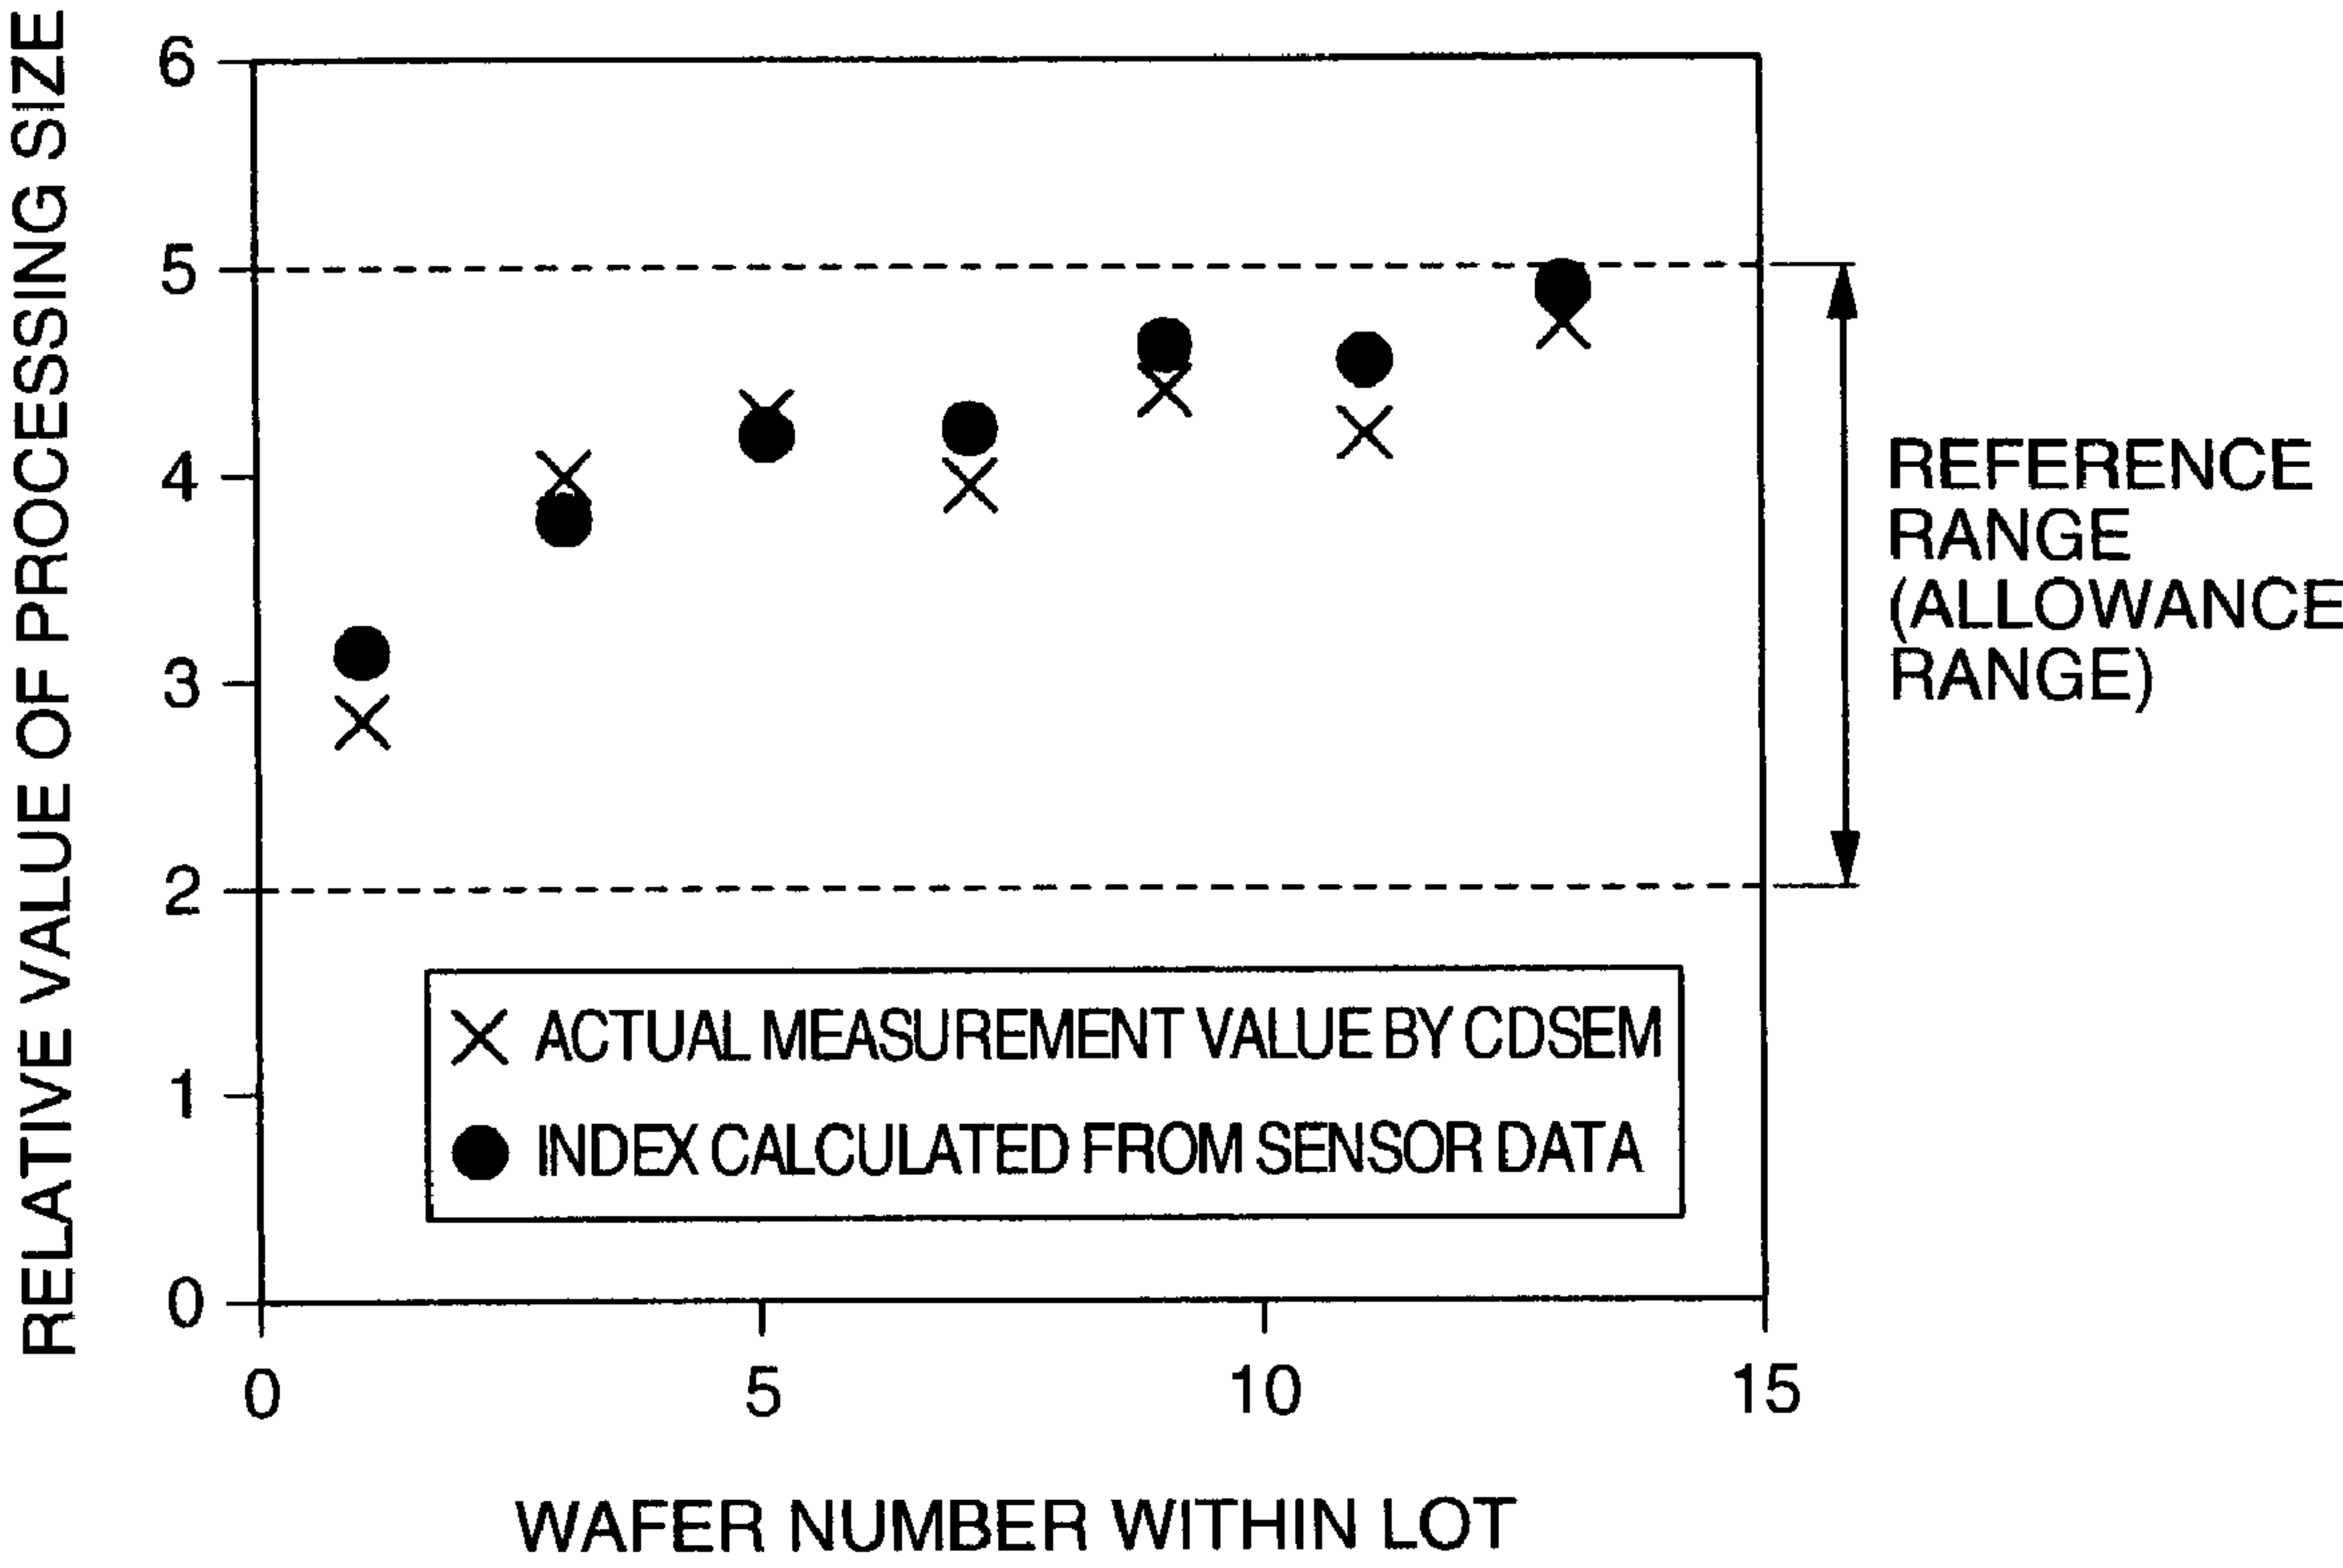 RELATIVE VALUE OF PROCESSING SIZE
6
5
4
3
2
1
0
REFERENCE
RANGE
(ALLOWANCE
RANGE)
× ACTUAL MEASUREMENT VALUE BY CDSEM
● INDEX CALCULATED FROM SENSOR DATA
0 5 10 15
WAFER NUMBER WITHIN LOT